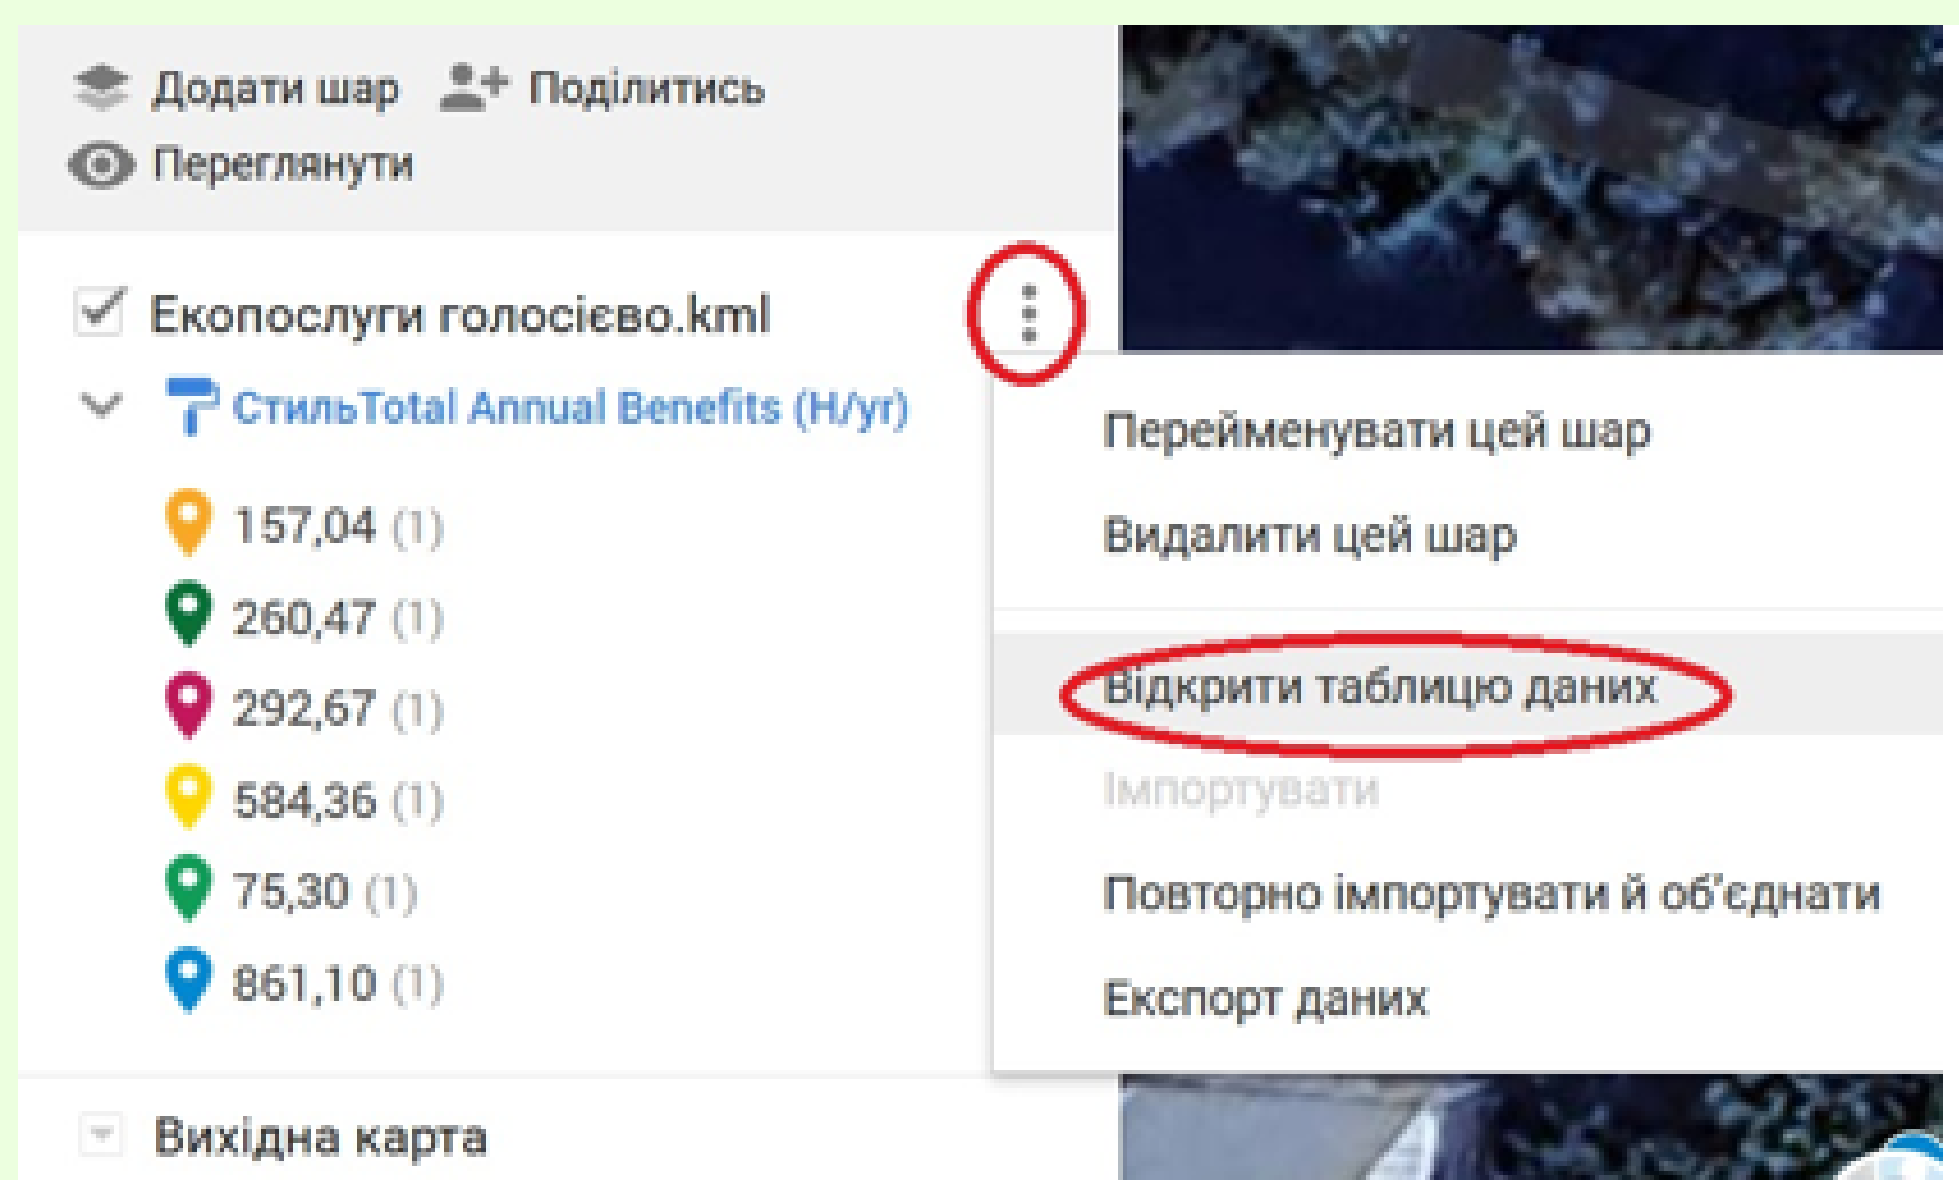 Додати шар Поділитись
Переглянути
Екопослуги голосієво.kml
СтильTotal Annual Benefits (H/yr)
157,04 (1)
260,47 (1)
292,67 (1)
584,36 (1)
75,30 (1)
861,10 (1)
Вихідна карта
Перейменувати цей шар
Видалити цей шар
Відкрити таблицю даних
Імпортувати
Повторно імпортувати й об'єднати
Експорт даних